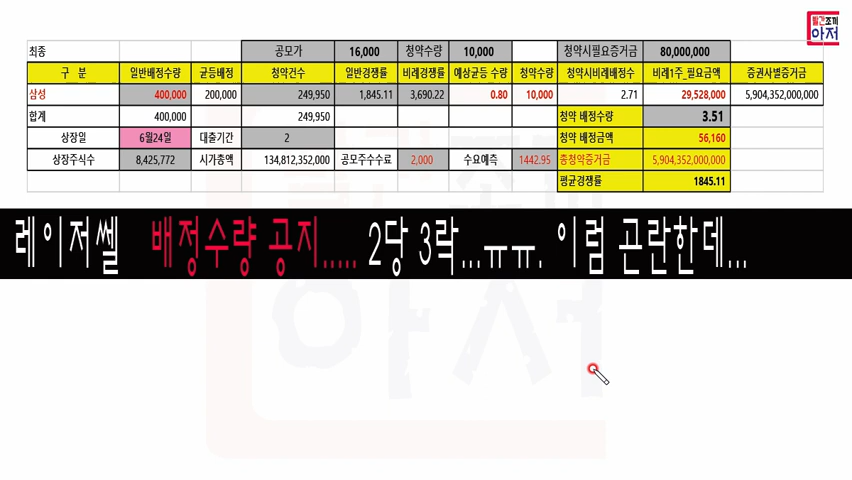 빨간조끼
아저
최종 공모가 16,000 청약수량 10,000 청약시필요증거금 80,000,000
구 분 일반배정수량 균등배정 청약건수 일반경쟁률 비례경쟁률 예상균등 수량 청약수량 청약시비례배정수 비례1주_필요금액 증권사별증거금
삼성 400,000 200,000 249,950 1,845.11 3,690.22 0.80 10,000 2.71 29,528,000 5,904,352,000,000
합계 400,000 249,950 청약 배정수량 3.51
상장일 6월24일 대출기간 2 청약 배정금액 56,160
상장주식수 8,425,772 시가총액 134,812,352,000 공모주수수료 2,000 수요예측 1442.95 총청약증거금 5,904,352,000,000
평균경쟁률 1845.11
레이저쎌 배정수량 공지..... 2당 3락...ㅠㅠ. 이럼 곤란한데...
아저